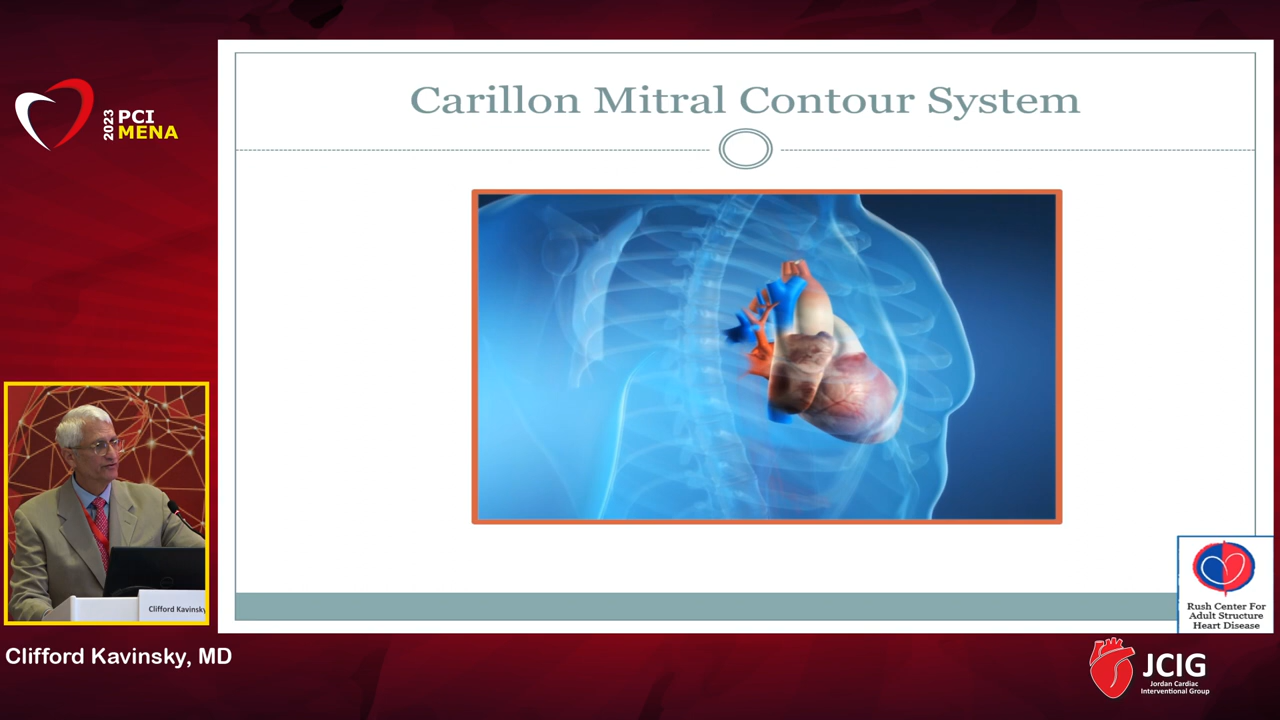 Carillon Mitral Contour System
2023
PCI
MENA
Clifford Kavinsky
Rush Center For
Adult Structure
Heart Disease
Clifford Kavinsky, MD
JCIG
Jordan Cardiac
Interventional Group